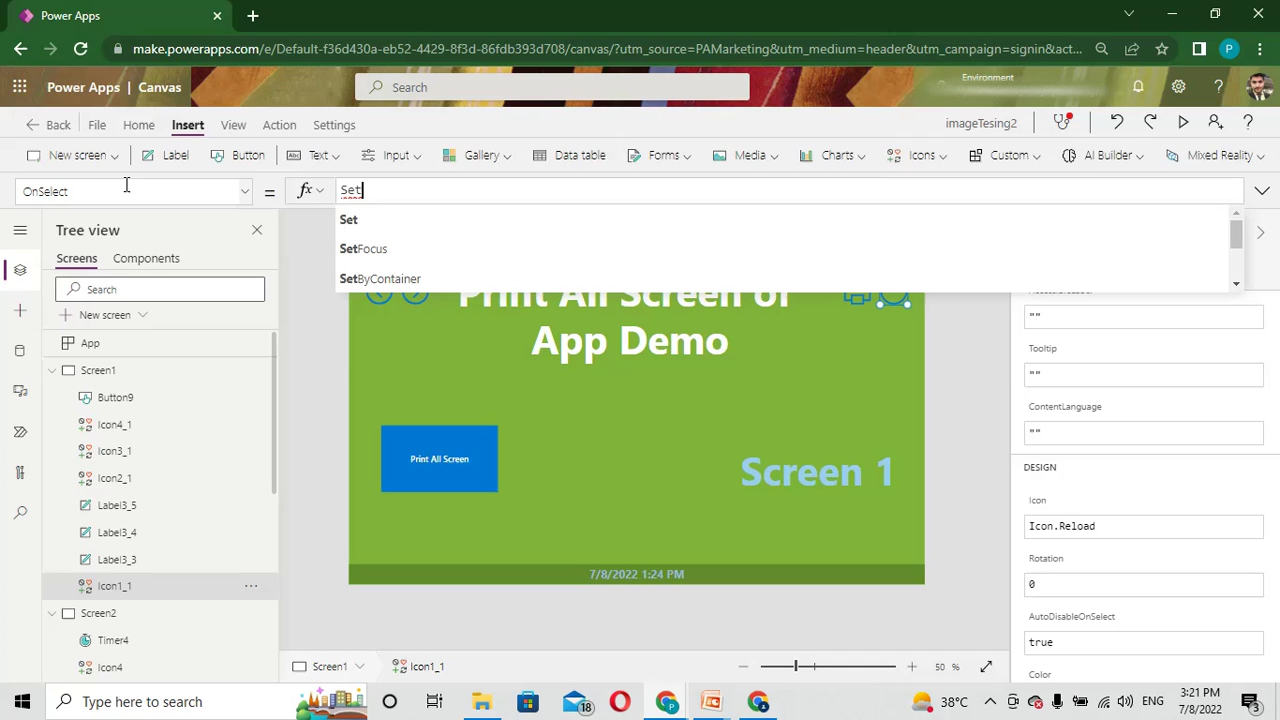 Power Apps
make.powerapps.com/e/Default-f36d430a-eb52-4429-8f3d-86fbb393d708/canvas/?utm_source=PAMarketing&utm_medium=header&utm_campaign=signin&act...
P
Power Apps | Canvas
Search
Environment
Back
File
Home
Insert
View
Action
Settings
imageTesing2
New screen
Label
Button
Text
Input
Gallery
Data table
Forms
Media
Charts
Icons
Custom
AI Builder
Mixed Reality
OnSelect
=
fx
Set
Set
SetFocus
SetByContainer
Tree view
Screens
Components
Search
New screen
App
Screen1
Button9
Icon4_1
Icon3_1
Icon2_1
Label3_5
Label3_4
Label3_3
Icon1_1
Screen2
Timer4
Icon4
Print All Screen of
App Demo
Print All Screen
Screen 1
7/8/2022 1:24 PM
""
Tooltip
""
ContentLanguage
""
DESIGN
Icon
Icon.Reload
Rotation
0
AutoDisableOnSelect
true
Color
Screen1
Icon1_1
50 %
Type here to search
18
38°C
ENG
3:21 PM
7/8/2022
3